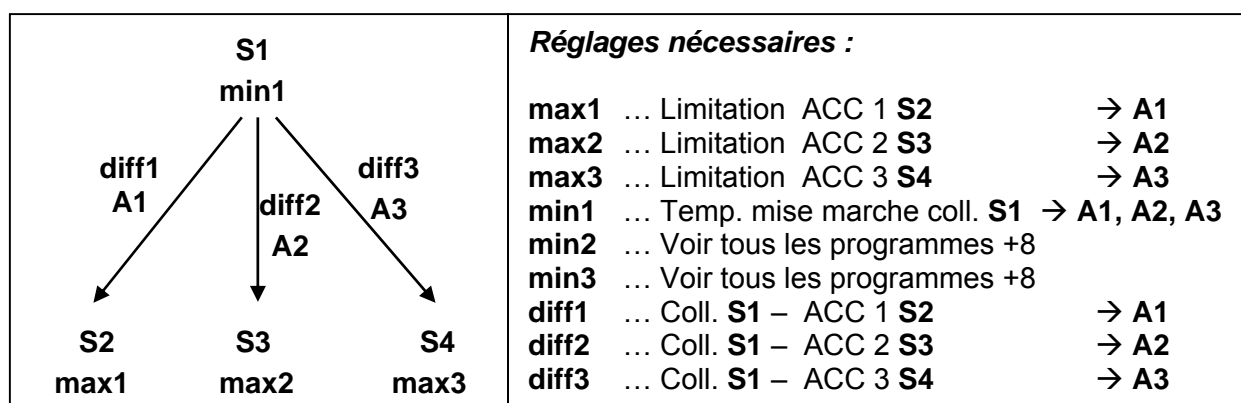 S1
min1
diff1
diff3
A1
diff2
A3
A2
S2 S3 S4
max1 max2 max3
Réglages nécessaires :
max1 … Limitation ACC 1 S2 → A1
max2 … Limitation ACC 2 S3 → A2
max3 … Limitation ACC 3 S4 → A3
min1 … Temp. mise marche coll. S1 → A1, A2, A3
min2 … Voir tous les programmes +8
min3 … Voir tous les programmes +8
diff1 … Coll. S1 – ACC 1 S2 → A1
diff2 … Coll. S1 – ACC 2 S3 → A2
diff3 … Coll. S1 – ACC 3 S4 → A3